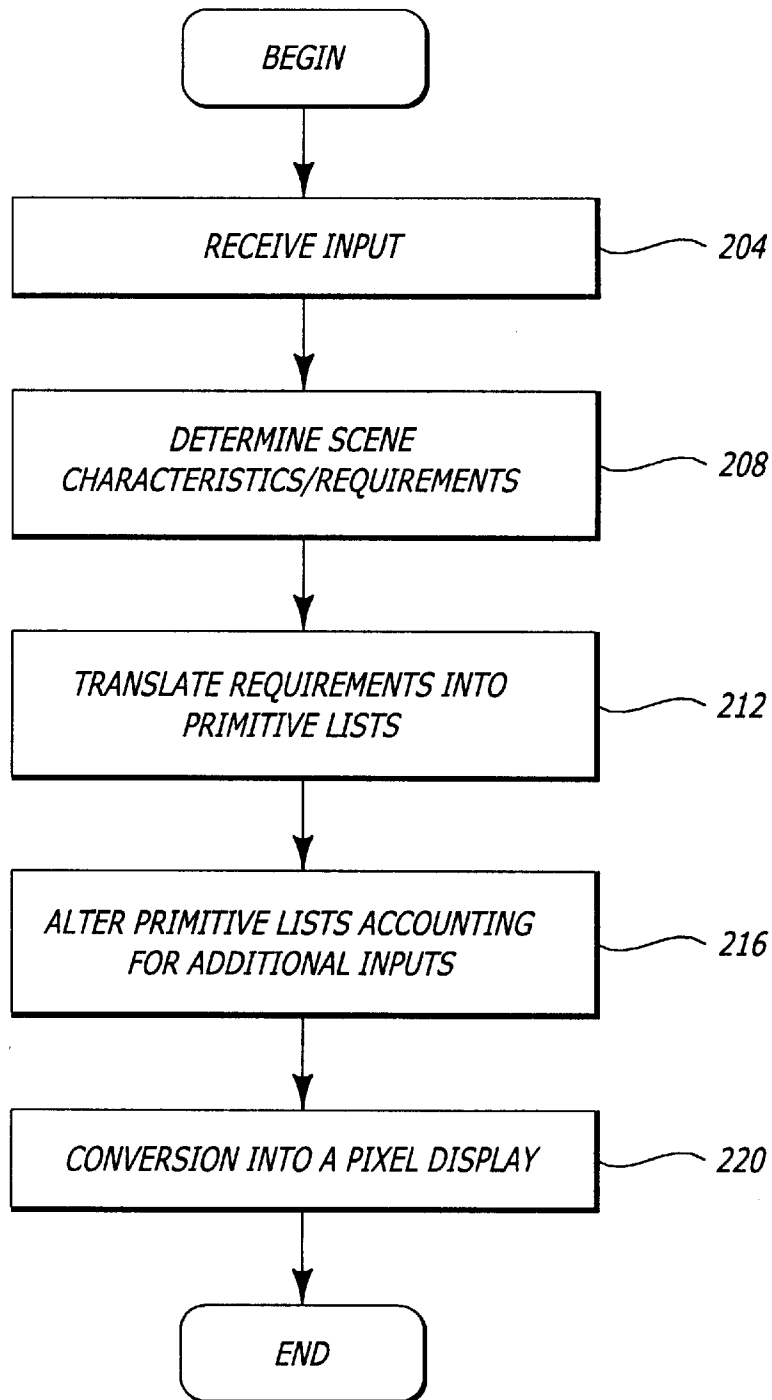 BEGIN
RECEIVE INPUT
204
DETERMINE SCENE
CHARACTERISTICS/REQUIREMENTS
208
TRANSLATE REQUIREMENTS INTO
PRIMITIVE LISTS
212
ALTER PRIMITIVE LISTS ACCOUNTING
FOR ADDITIONAL INPUTS
216
CONVERSION INTO A PIXEL DISPLAY
220
END